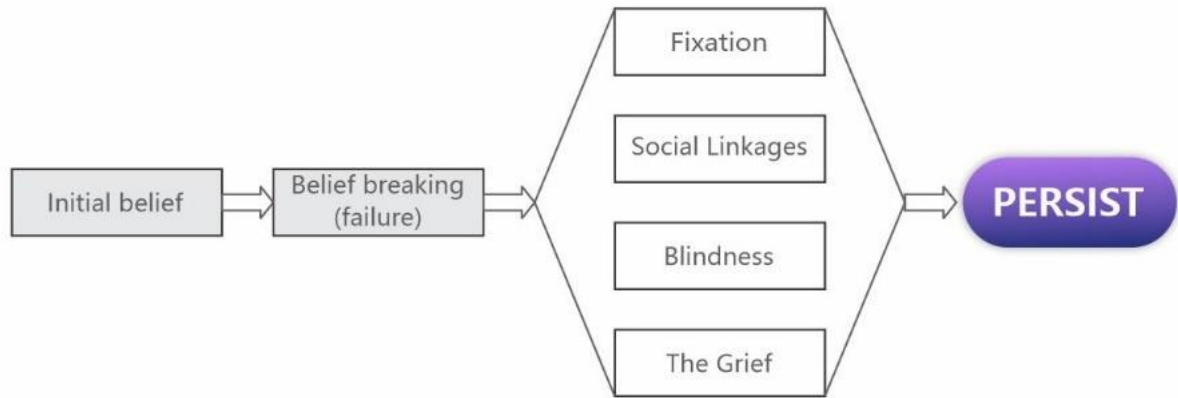 Initial belief
Belief breaking
(failure)
Fixation
Social Linkages
Blindness
The Grief
PERSIST